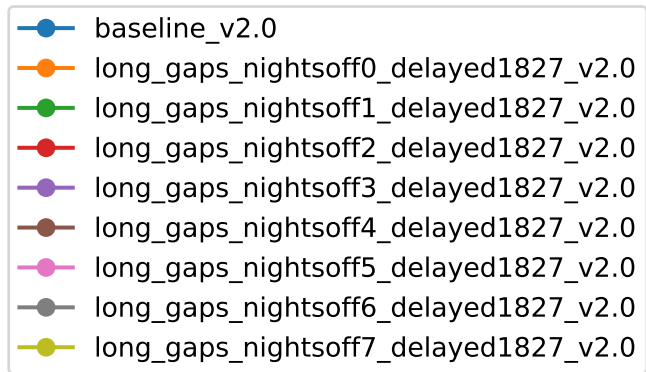 baseline_v2.0
long_gaps_nightsoff0_delayed1827_v2.0
long_gaps_nightsoff1_delayed1827_v2.0
long_gaps_nightsoff2_delayed1827_v2.0
long_gaps_nightsoff3_delayed1827_v2.0
long_gaps_nightsoff4_delayed1827_v2.0
long_gaps_nightsoff5_delayed1827_v2.0
long_gaps_nightsoff6_delayed1827_v2.0
long_gaps_nightsoff7_delayed1827_v2.0